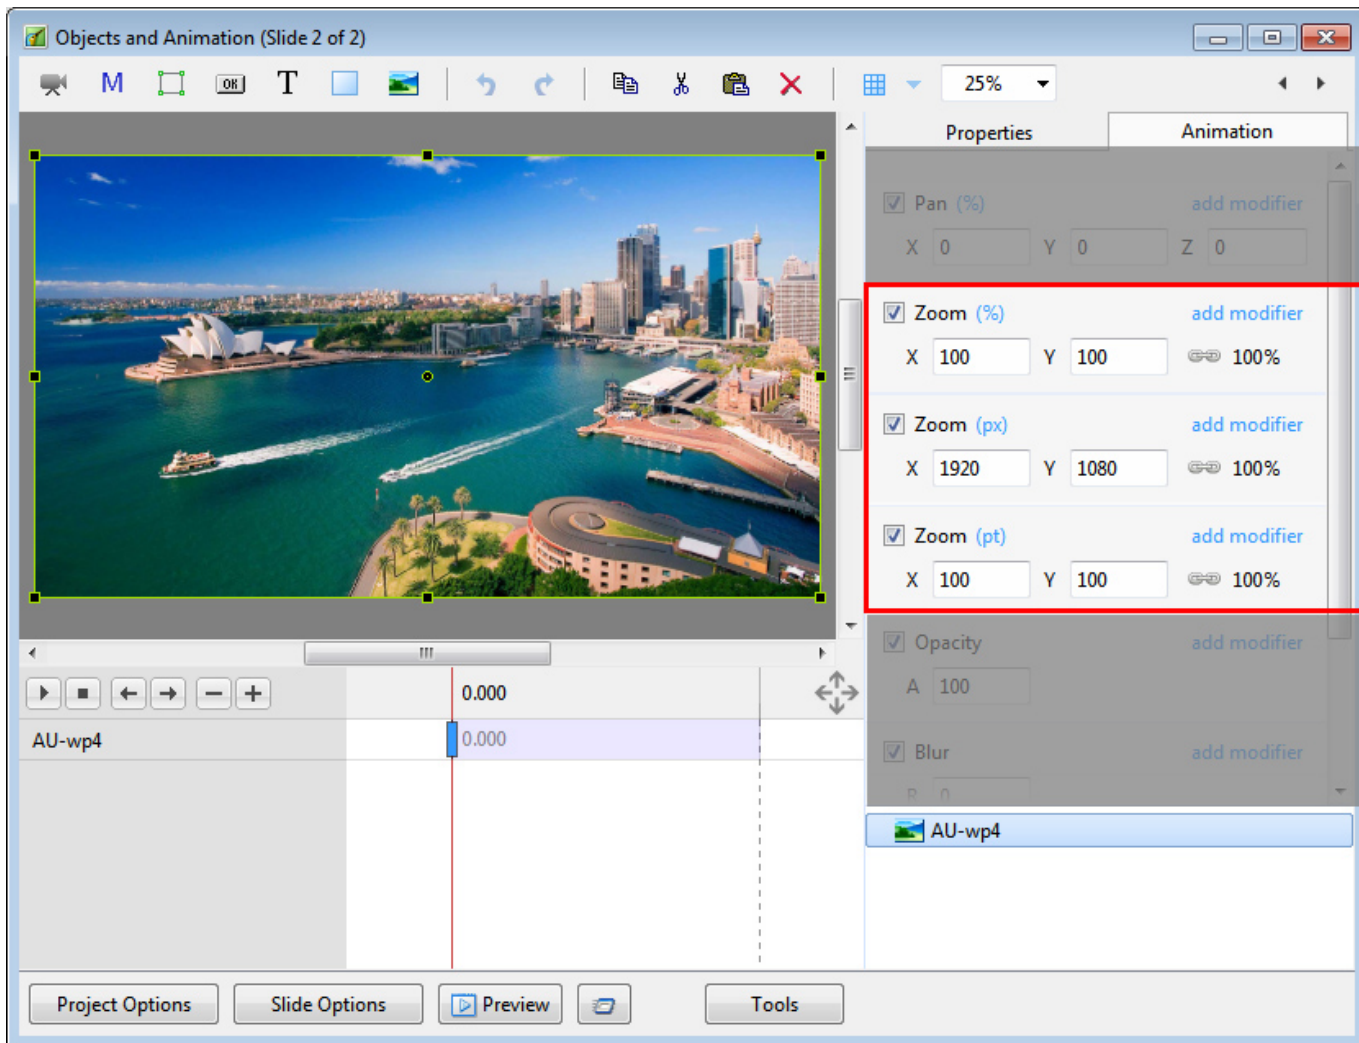 Objects and Animation (Slide 2 of 2)
M OK T 25%
Properties Animation
Pan (%) add modifier
X 0 Y 0 Z 0
Zoom (%) add modifier
X 100 Y 100 100%
Zoom (px) add modifier
X 1920 Y 1080 100%
Zoom (pt) add modifier
X 100 Y 100 100%
Opacity add modifier
A 100
Blur add modifier
R 0
0.000
AU-wp4 0.000
AU-wp4
Project Options Slide Options Preview Tools